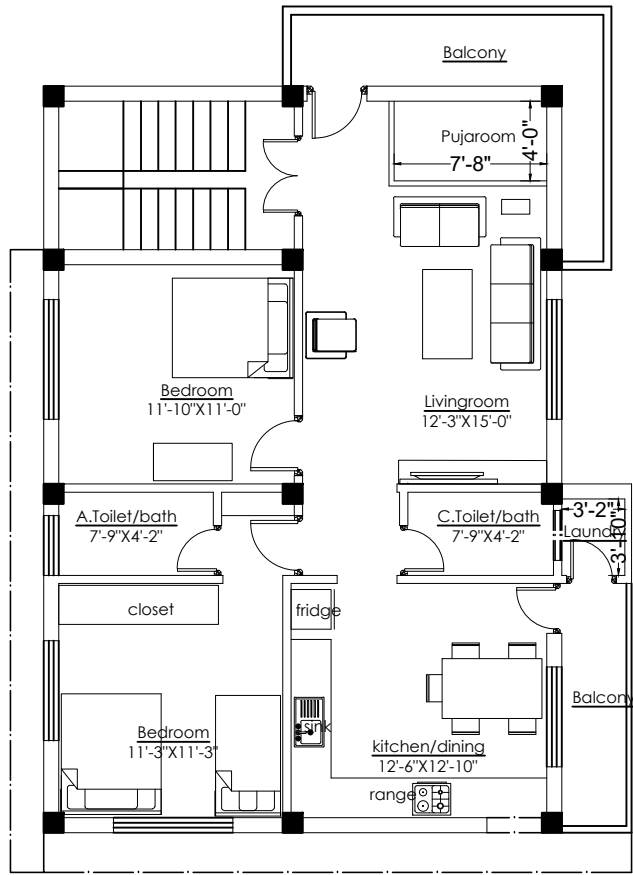 Balcony
Pujaroom
4'-0"
7'-8"
Bedroom
11'-10"X11'-0"
Livingroom
12'-3"X15'-0"
A.Toilet/bath
7'-9"X4'-2"
C.Toilet/bath
7'-9"X4'-2"
3'-2"
Laundry
3'-10"
closet
fridge
Bedroom
11'-3"X11'-3"
sink
kitchen/dining
12'-6"X12'-10"
Balcony
range